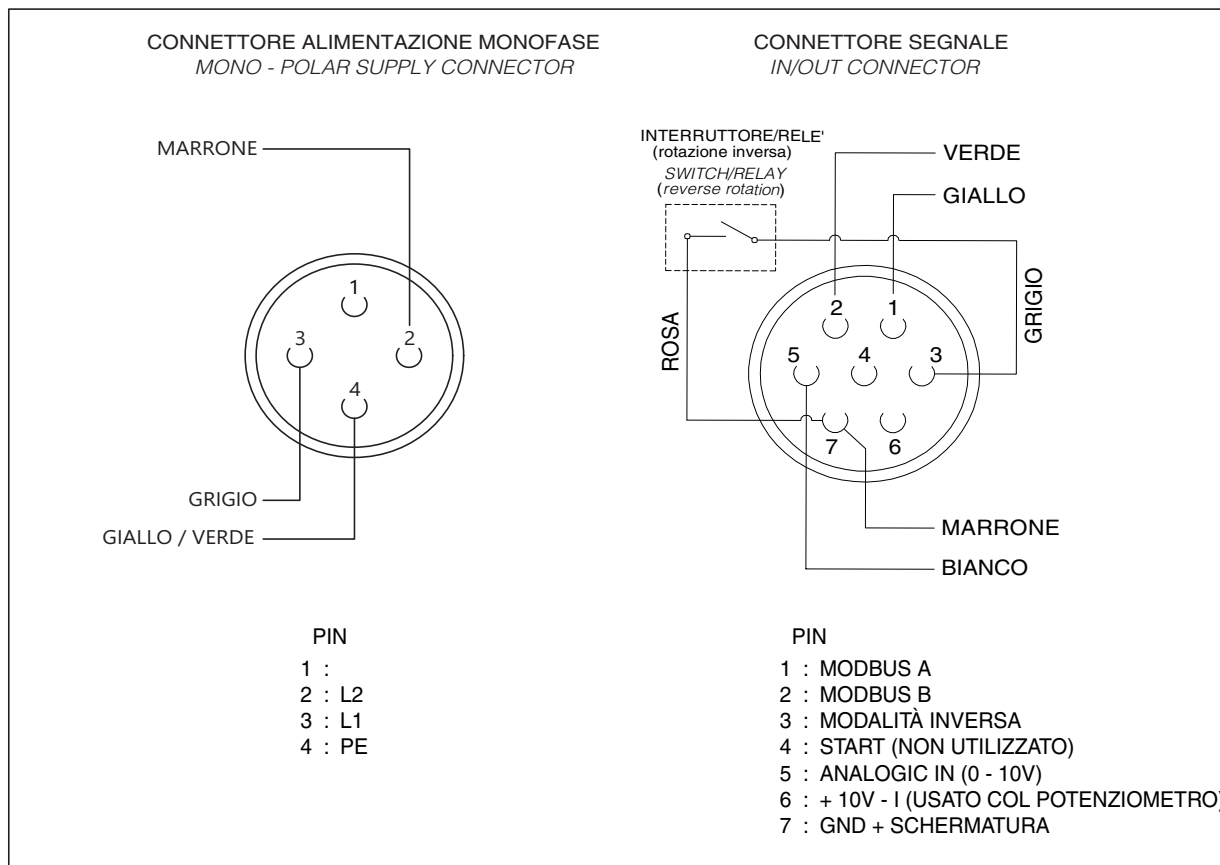 CONNETTORE ALIMENTAZIONE MONOFASE
MONO - POLAR SUPPLY CONNECTOR
MARRONE
1
3
2
4
GRIGIO
GIALLO / VERDE
PIN
1 :
2 : L2
3 : L1
4 : PE
CONNETTORE SEGNALE
IN/OUT CONNECTOR
INTERRUTTORE/RELE'
(rotazione inversa)
SWITCH/RELAY
(reverse rotation)
VERDE
GIALLO
ROSA
GRIGIO
2
1
5
4
3
7
6
MARRONE
BIANCO
PIN
1 : MODBUS A
2 : MODBUS B
3 : MODALITÀ INVERSA
4 : START (NON UTILIZZATO)
5 : ANALOGIC IN (0 - 10V)
6 : + 10V - I (USATO COL POTENZIOMETRO)
7 : GND + SCHERMATURA